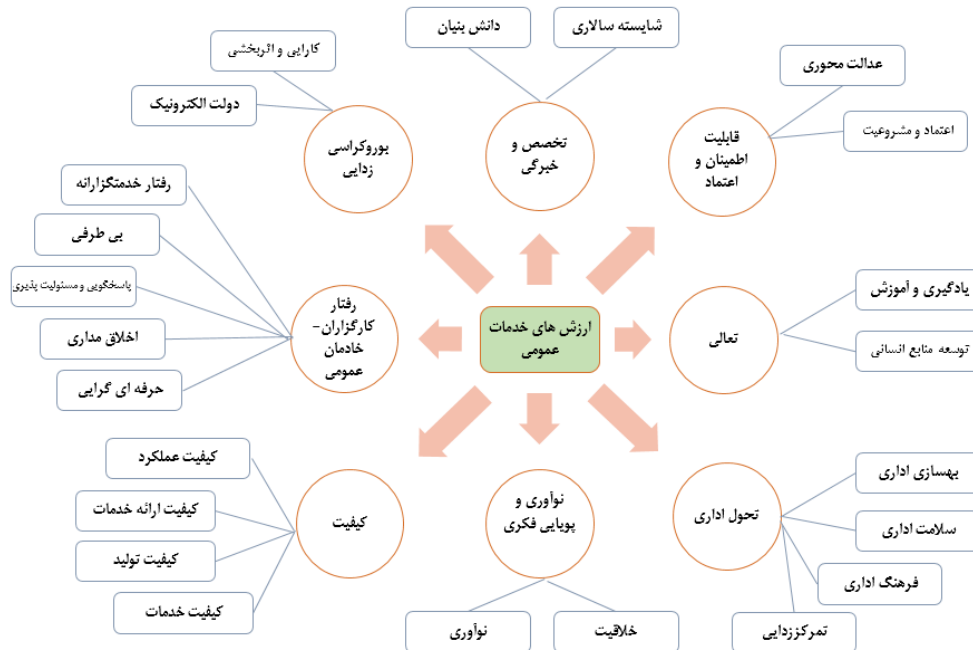 دانش بنیان
شایسته سالاری
کارایی و اثربخشی
دولت الکترونیک
عدالت محوری
اعتماد و مشروعیت
بوروکراسی
زدایی
تخصص و
خبرگی
قابلیت
اطمینان و
اعتماد
رفتار خدمتگزارانه
بی طرفی
پاسخگویی و مسئولیت پذیری
اخلاق مداری
حرفه ای گرایی
رفتار
کارگزاران-
خادمان
عمومی
ارزش های خدمات
عمومی
تعالی
یادگیری و آموزش
توسعه منابع انسانی
کیفیت عملکرد
کیفیت ارائه خدمات
کیفیت تولید
کیفیت خدمات
کیفیت
نوآوری و
پویایی فکری
تحول اداری
بهسازی اداری
سلامت اداری
فرهنگ اداری
تمرکززدایی
نوآوری
خلاقیت